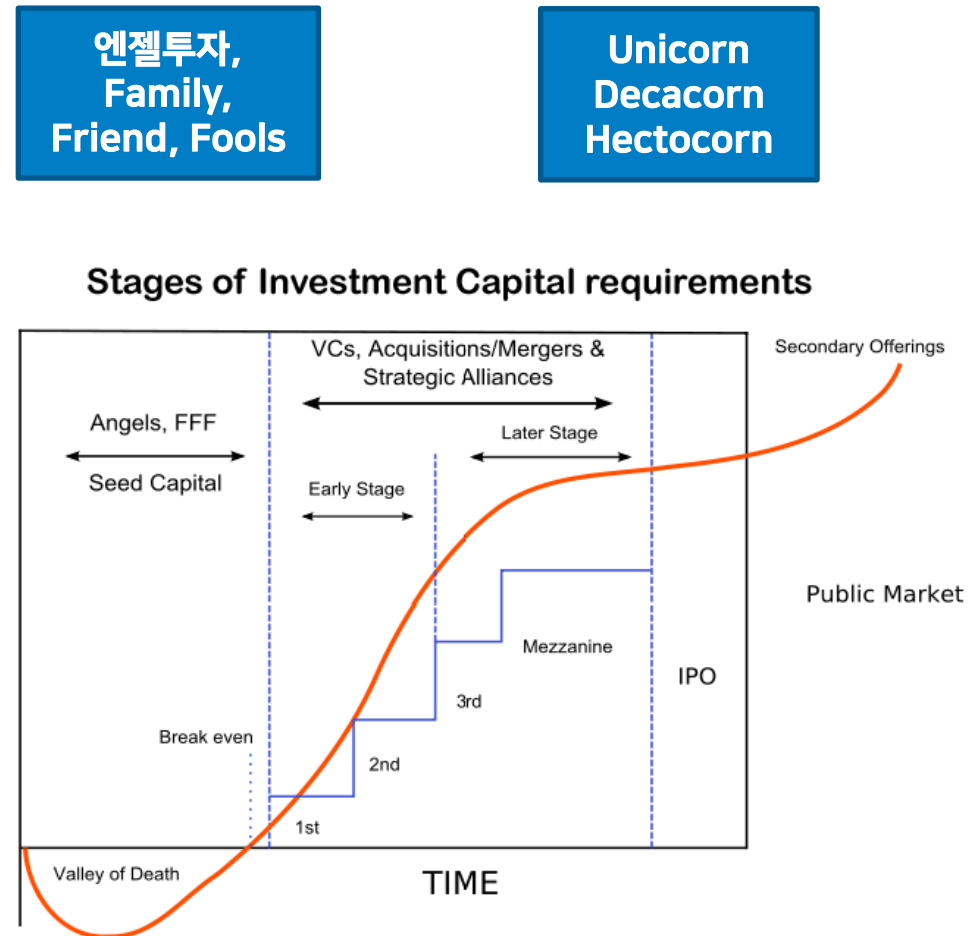 엔젤투자,
Family,
Friend, Fools
Unicorn
Decacorn
Hectocorn
Stages of Investment Capital requirements
VCs, Acquisitions/Mergers &
Strategic Alliances
Secondary Offerings
Angels, FFF
Later Stage
Seed Capital
Early Stage
Public Market
Mezzanine
IPO
3rd
Break even
2nd
1st
Valley of Death
TIME